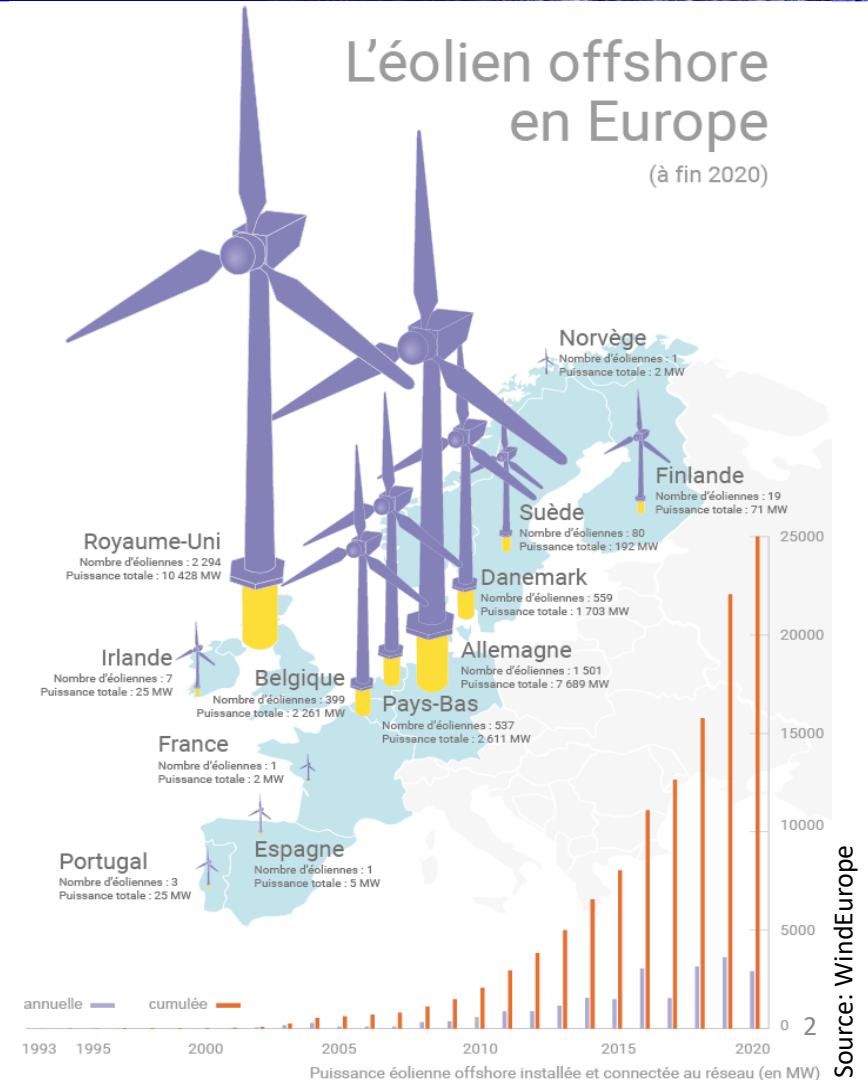 L'éolien offshore
en Europe
(à fin 2020)
Norvège
Nombre d'éoliennes : 1
Puissance totale : 2 MW
Finlande
Nombre d'éoliennes : 19
Puissance totale : 71 MW
Suède
Nombre d'éoliennes : 80
Puissance totale : 192 MW
Royaume-Uni
Nombre d'éoliennes : 2 294
Puissance totale : 10 428 MW
Danemark
Nombre d'éoliennes : 559
Puissance totale : 1 703 MW
Irlande
Nombre d'éoliennes : 7
Puissance totale : 25 MW
Allemagne
Nombre d'éoliennes : 1 501
Puissance totale : 7 689 MW
Belgique
Nombre d'éoliennes : 399
Puissance totale : 2 261 MW
Pays-Bas
Nombre d'éoliennes : 537
Puissance totale : 2 611 MW
France
Nombre d'éoliennes : 1
Puissance totale : 2 MW
Espagne
Nombre d'éoliennes : 1
Puissance totale : 5 MW
Portugal
Nombre d'éoliennes : 3
Puissance totale : 25 MW
25000
20000
15000
10000
5000
0
2
annuelle
cumulée
1993 1995 2000 2005 2010 2015 2020
Puissance éolienne offshore installée et connectée au réseau (en MW)
Source: WindEurope